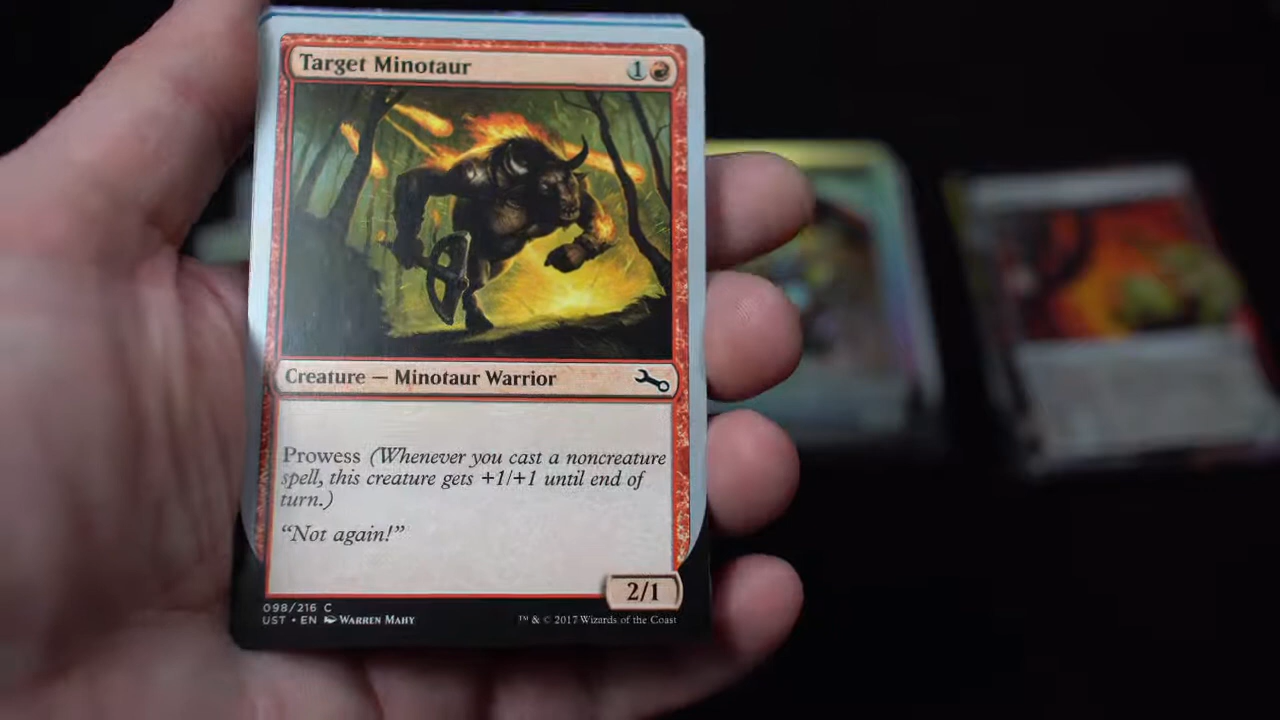 Target Minotaur 1
Creature — Minotaur Warrior
Prowess (Whenever you cast a noncreature
spell, this creature gets +1/+1 until end of
turn.)
“Not again!”
2/1
098/216 C
UST • EN Warren Mahy
™ & © 2017 Wizards of the Coast